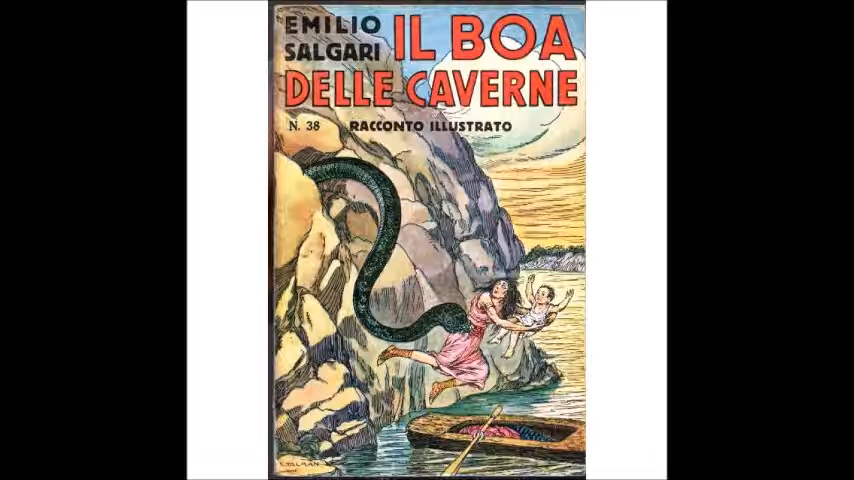 EMILIO
SALGARI
IL BOA
DELLE CAVERNE
N. 38 RACCONTO ILLUSTRATO